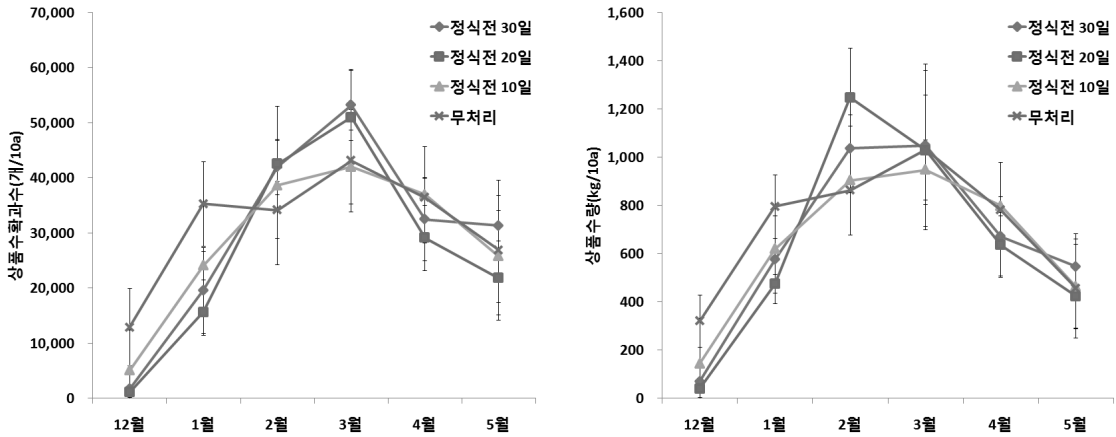 상품수확과수(개/10a)
70,000
60,000
50,000
40,000
30,000
20,000
10,000
0
12월 1월 2월 3월 4월 5월
정식전 30일
정식전 20일
정식전 10일
무처리
상품수량(kg/10a)
1,600
1,400
1,200
1,000
800
600
400
200
0
12월 1월 2월 3월 4월 5월
정식전 30일
정식전 20일
정식전 10일
무처리